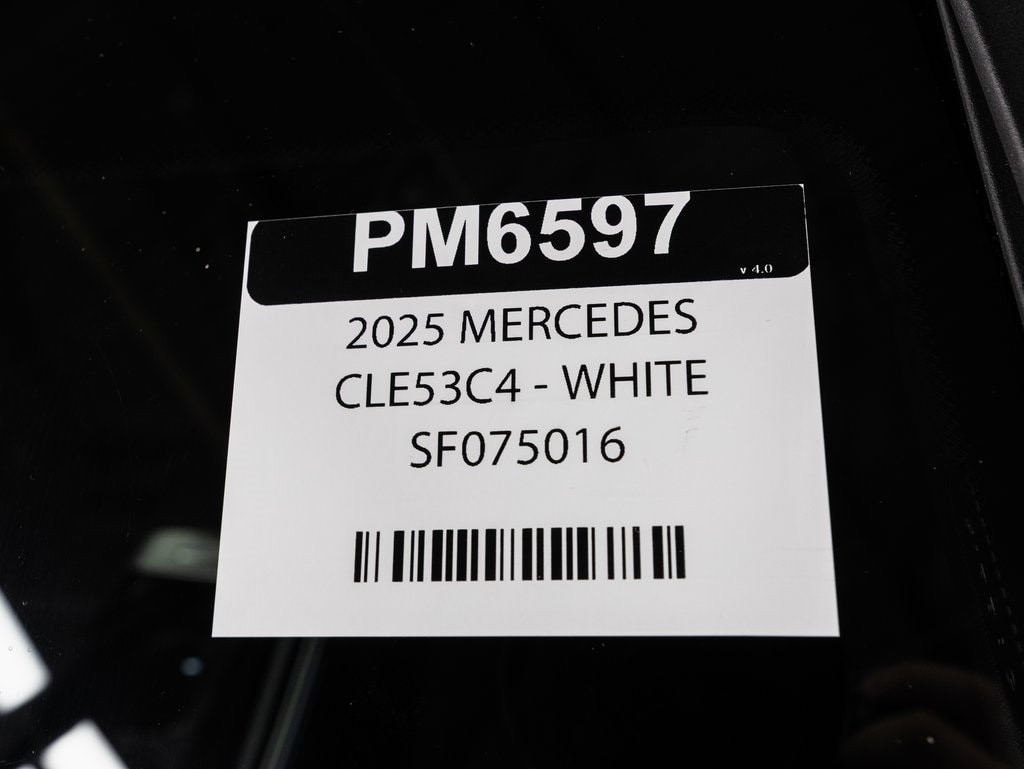 PM6597
v 4.0
2025 MERCEDES
CLE53C4 - WHITE
SF075016